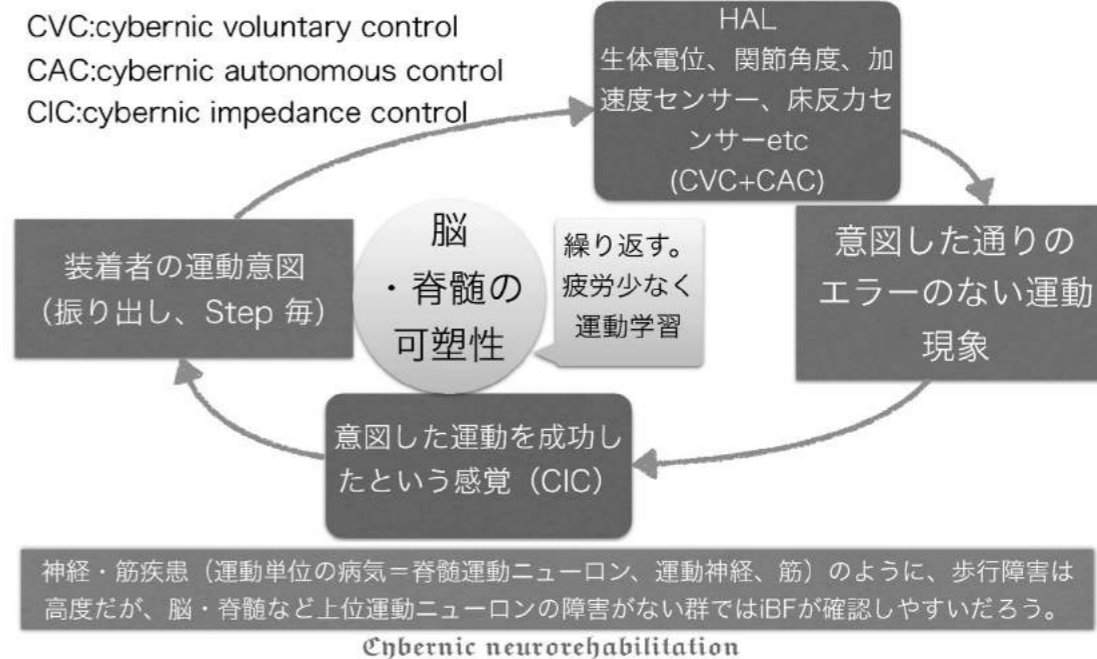 CVC:cybernic voluntary control
CAC:cybernic autonomous control
CIC:cybernic impedance control
HAL
生体電位、関節角度、加
速度センサー、床反力セ
ンサーetc
(CVC+CAC)
装着者の運動意図
（振り出し、Step 毎）
脳
・脊髄の
可塑性
繰り返す。
疲労少なく
運動学習
意図した通りの
エラーのない運動
現象
意図した運動を成功し
たという感覚（CIC）
神経・筋疾患（運動単位の病気＝脊髄運動ニューロン、運動神経、筋）のように、歩行障害は
高度だが、脳・脊髄など上位運動ニューロンの障害がない群ではiBFが確認しやすいだろう。
Cybernic neurorehabilitation